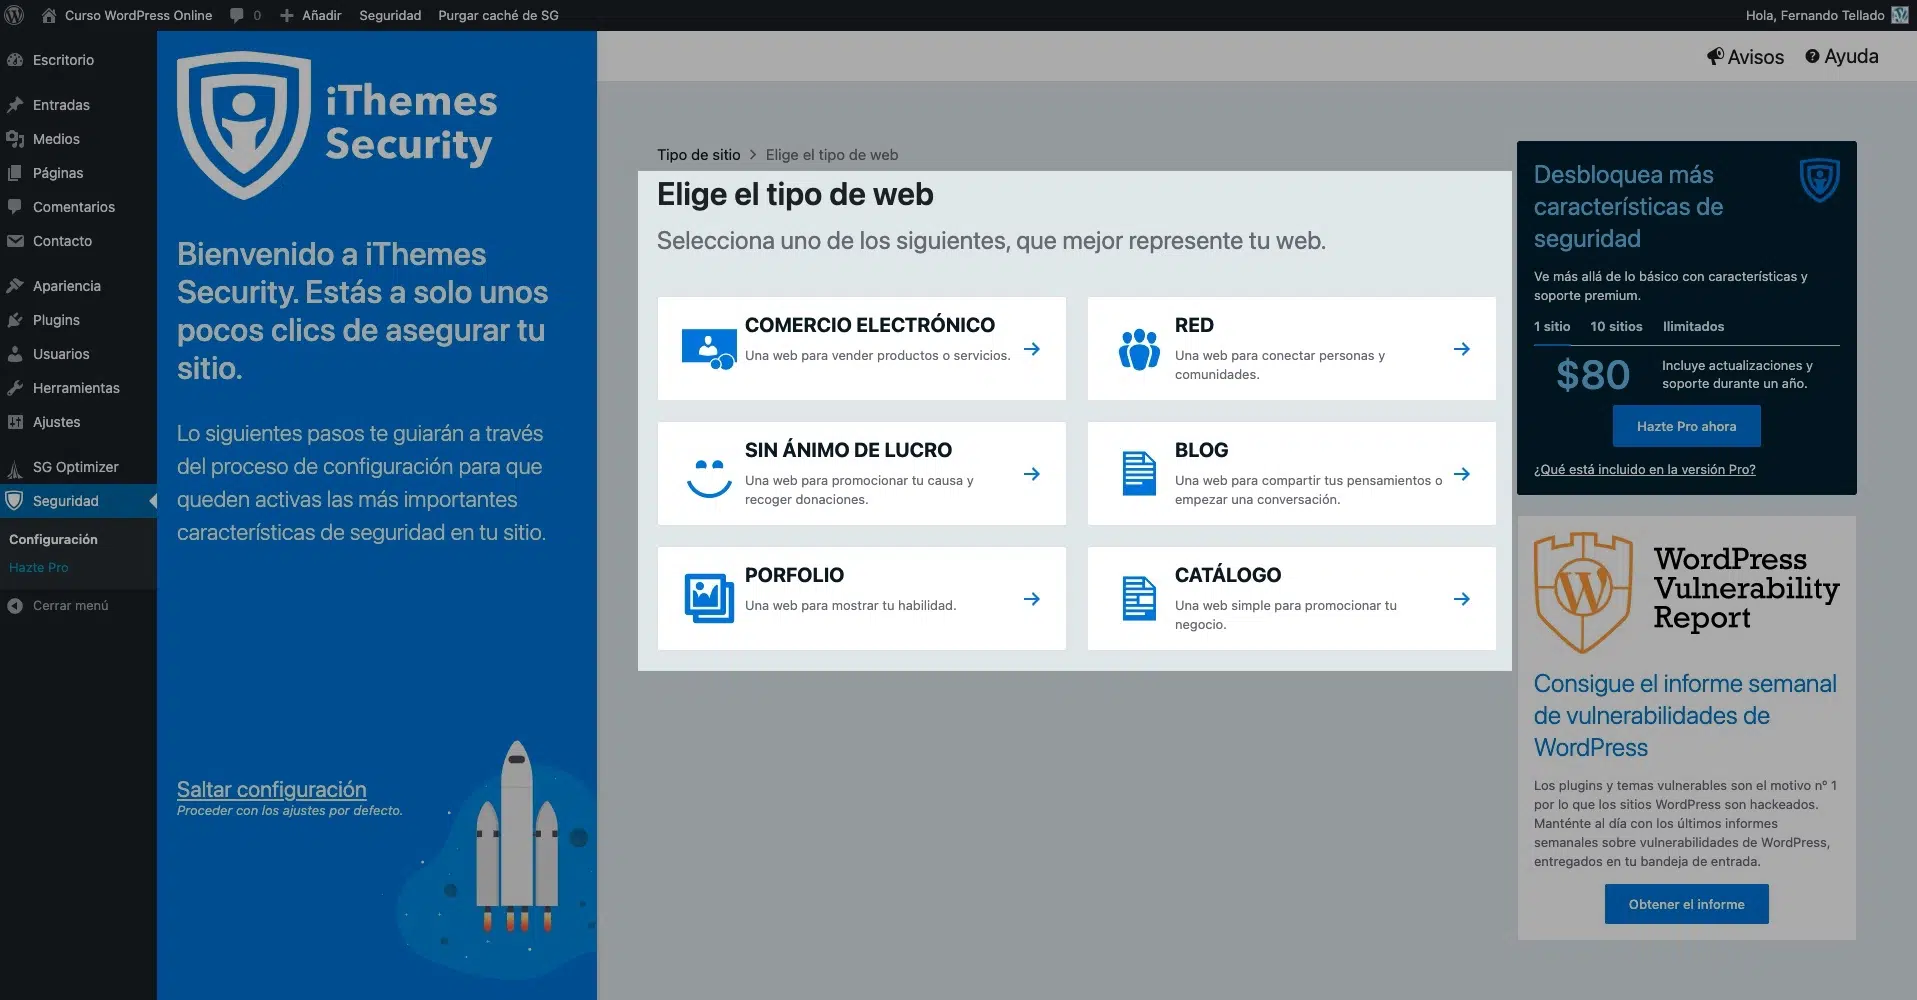 Curso WordPress Online
0
Añadir
Seguridad
Purgar caché de SG
Hola, Fernando Tellado
Escritorio
Entradas
Medios
Páginas
Comentarios
Contacto
Apariencia
Plugins
Usuarios
Herramientas
Ajustes
SG Optimizer
Seguridad
Configuración
Hazte Pro
Cerrar menú
iThemes
Security
Bienvenido a iThemes
Security. Estás a solo unos
pocos clics de asegurar tu
sitio.
Lo siguientes pasos te guiarán a través
del proceso de configuración para que
queden activas las más importantes
características de seguridad en tu sitio.
Saltar configuración
Proceder con los ajustes por defecto.
Avisos
Ayuda
Tipo de sitio > Elige el tipo de web
Elige el tipo de web
Selecciona uno de los siguientes, que mejor represente tu web.
COMERCIO ELECTRÓNICO
Una web para vender productos o servicios.
RED
Una web para conectar personas y
comunidades.
SIN ÁNIMO DE LUCRO
Una web para promocionar tu causa y
recoger donaciones.
BLOG
Una web para compartir tus pensamientos o
empezar una conversación.
PORFOLIO
Una web para mostrar tu habilidad.
CATÁLOGO
Una web simple para promocionar tu
negocio.
Desbloquea más
características de
seguridad
Ve más allá de lo básico con características y
soporte premium.
1 sitio
10 sitios
Ilimitados
$80
Incluye actualizaciones y
soporte durante un año.
Hazte Pro ahora
¿Qué está incluido en la versión Pro?
WordPress
Vulnerability
Report
Consigue el informe semanal
de vulnerabilidades de
WordPress
Los plugins y temas vulnerables son el motivo nº 1
por lo que los sitios WordPress son hackeados.
Manténte al día con los últimos informes
semanales sobre vulnerabilidades de WordPress,
entregados en tu bandeja de entrada.
Obtener el informe